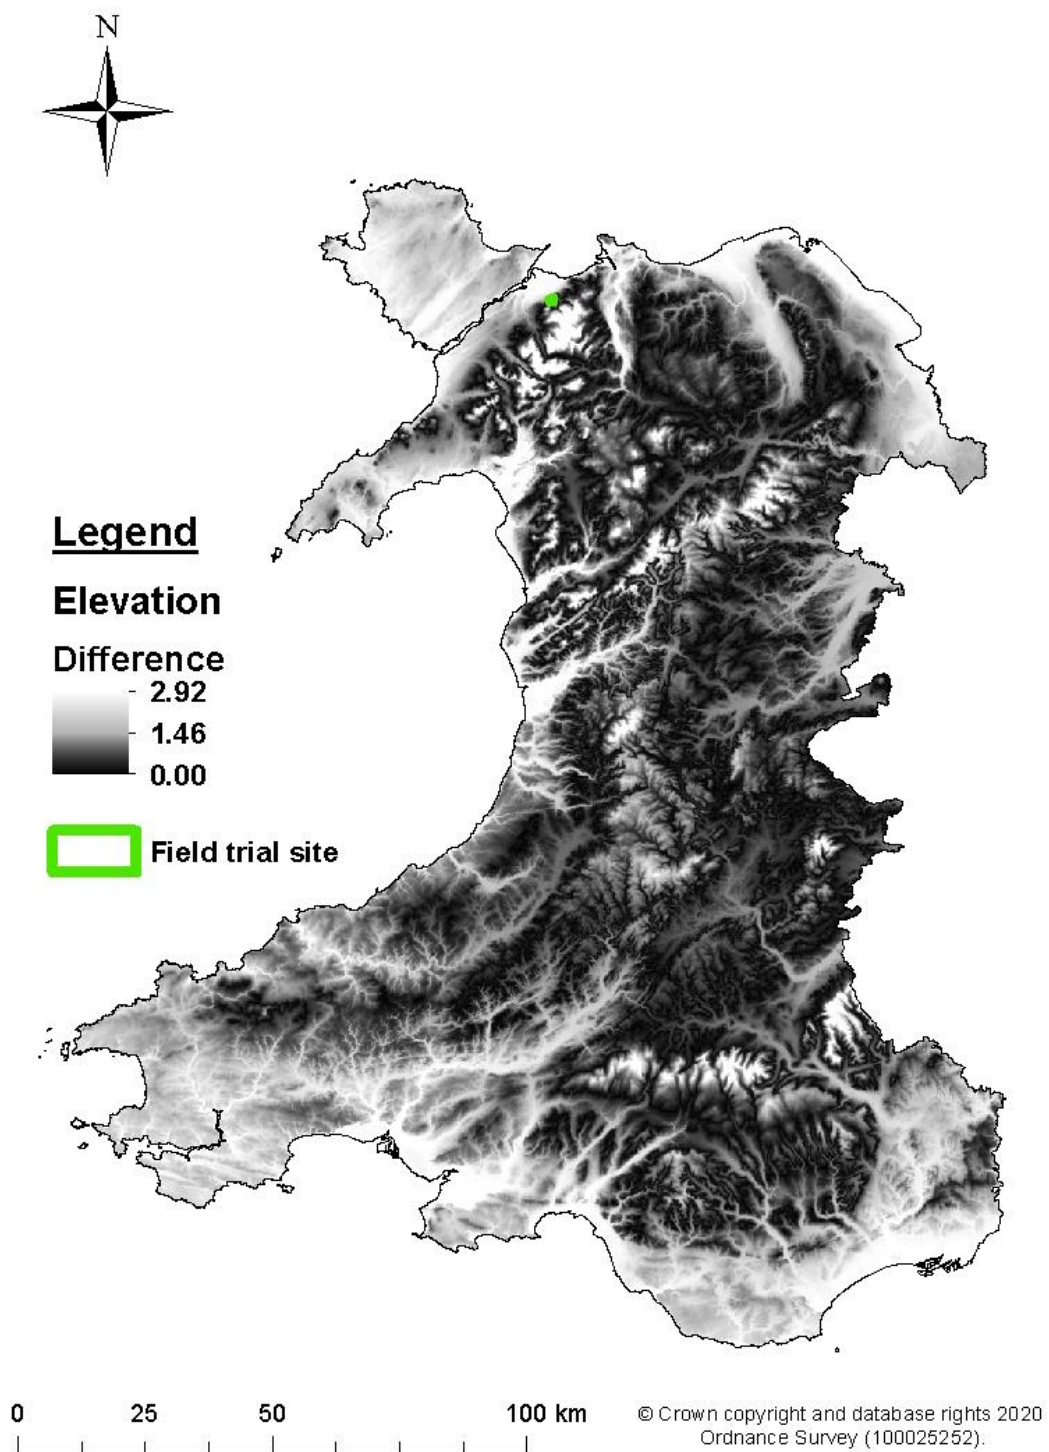 N
Legend
Elevation
Difference
2.92
1.46
0.00
Field trial site
0 25 50 100 km
© Crown copyright and database rights 2020
Ordnance Survey (100025252).